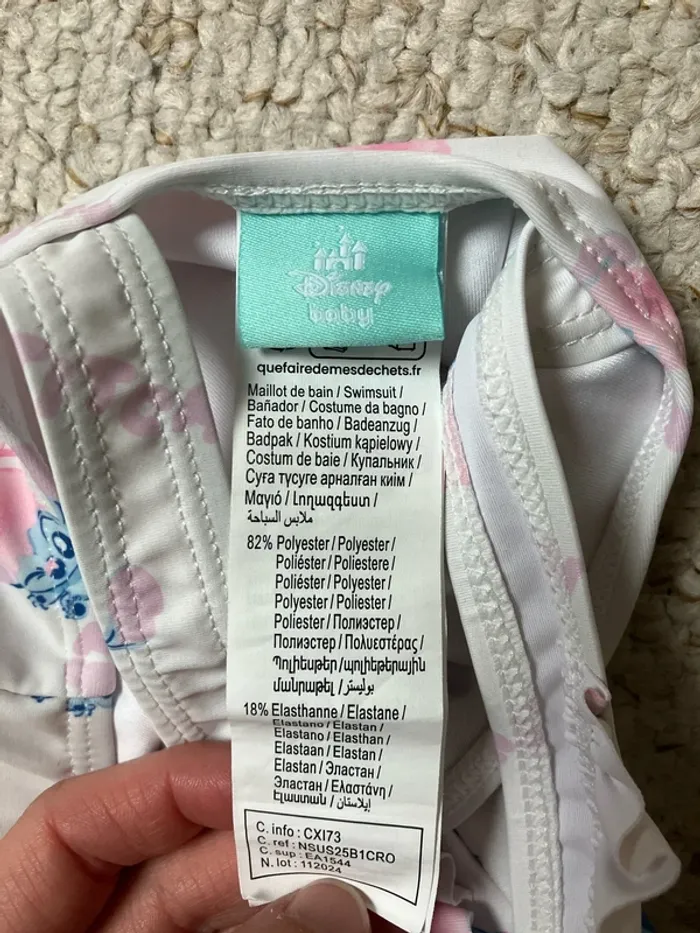 Disney
baby
quefairedemesdechets.fr
Maillot de bain / Swimsuit /
Bañador / Costume da bagno /
Fato de banho / Badeanzug /
Badpak / Kostium kąpielowy /
Costum de baie / Купальник /
Суға түсуге арналған киім /
Μαγιό / Լողազգեստ /
ملابس السباحة
82% Polyester / Polyester /
Poliéster / Poliestere /
Poliéster / Polyester /
Polyester / Poliester /
Poliester / Полиэстер /
Полиэстер / Πολυεστέρας /
Պոլիեսթեր / պոլիեթերային
մանրաթել / بوليستر
18% Elasthanne / Elastane /
Elastano / Elastan /
Elastano / Elasthan /
Elastaan / Elastan /
Elastan / Эластан /
Эластан / Ελαστάνη /
Էլաստան / إيلاستان
C. info : CXI73
C. ref : NSUS25B1CRO
C. sup : EA1544
N. lot : 112024